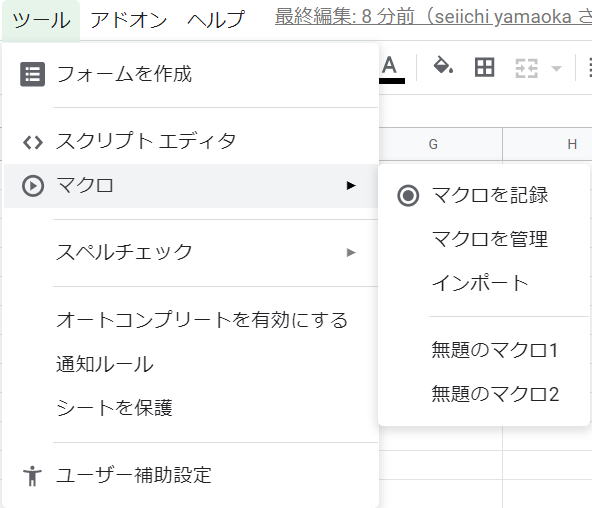 ツール アドオン ヘルプ 最終編集: 8 分前（seiichi yamaoka さ
フォームを作成
A
スクリプト エディタ
G H
マクロ
マクロを記録
マクロを管理
スペルチェック
インポート
オートコンプリートを有効にする
無題のマクロ1
通知ルール
無題のマクロ2
シートを保護
ユーザー補助設定